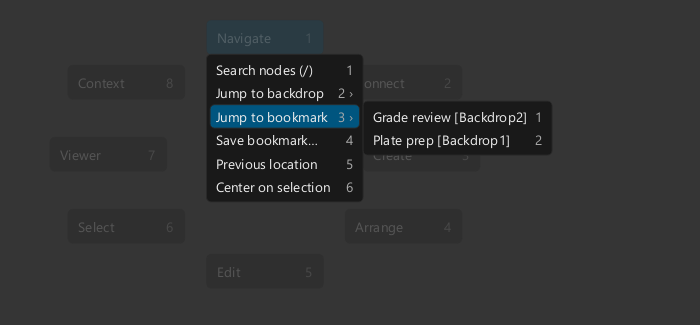 Navigate 1
Context 8
onnect 2
Viewer 7
Create 3
Select 6
Arrange 4
Edit 5
Search nodes (/) 1
Jump to backdrop 2 ›
Jump to bookmark 3 ›
Save bookmark... 4
Previous location 5
Center on selection 6
Grade review [Backdrop2] 1
Plate prep [Backdrop1] 2